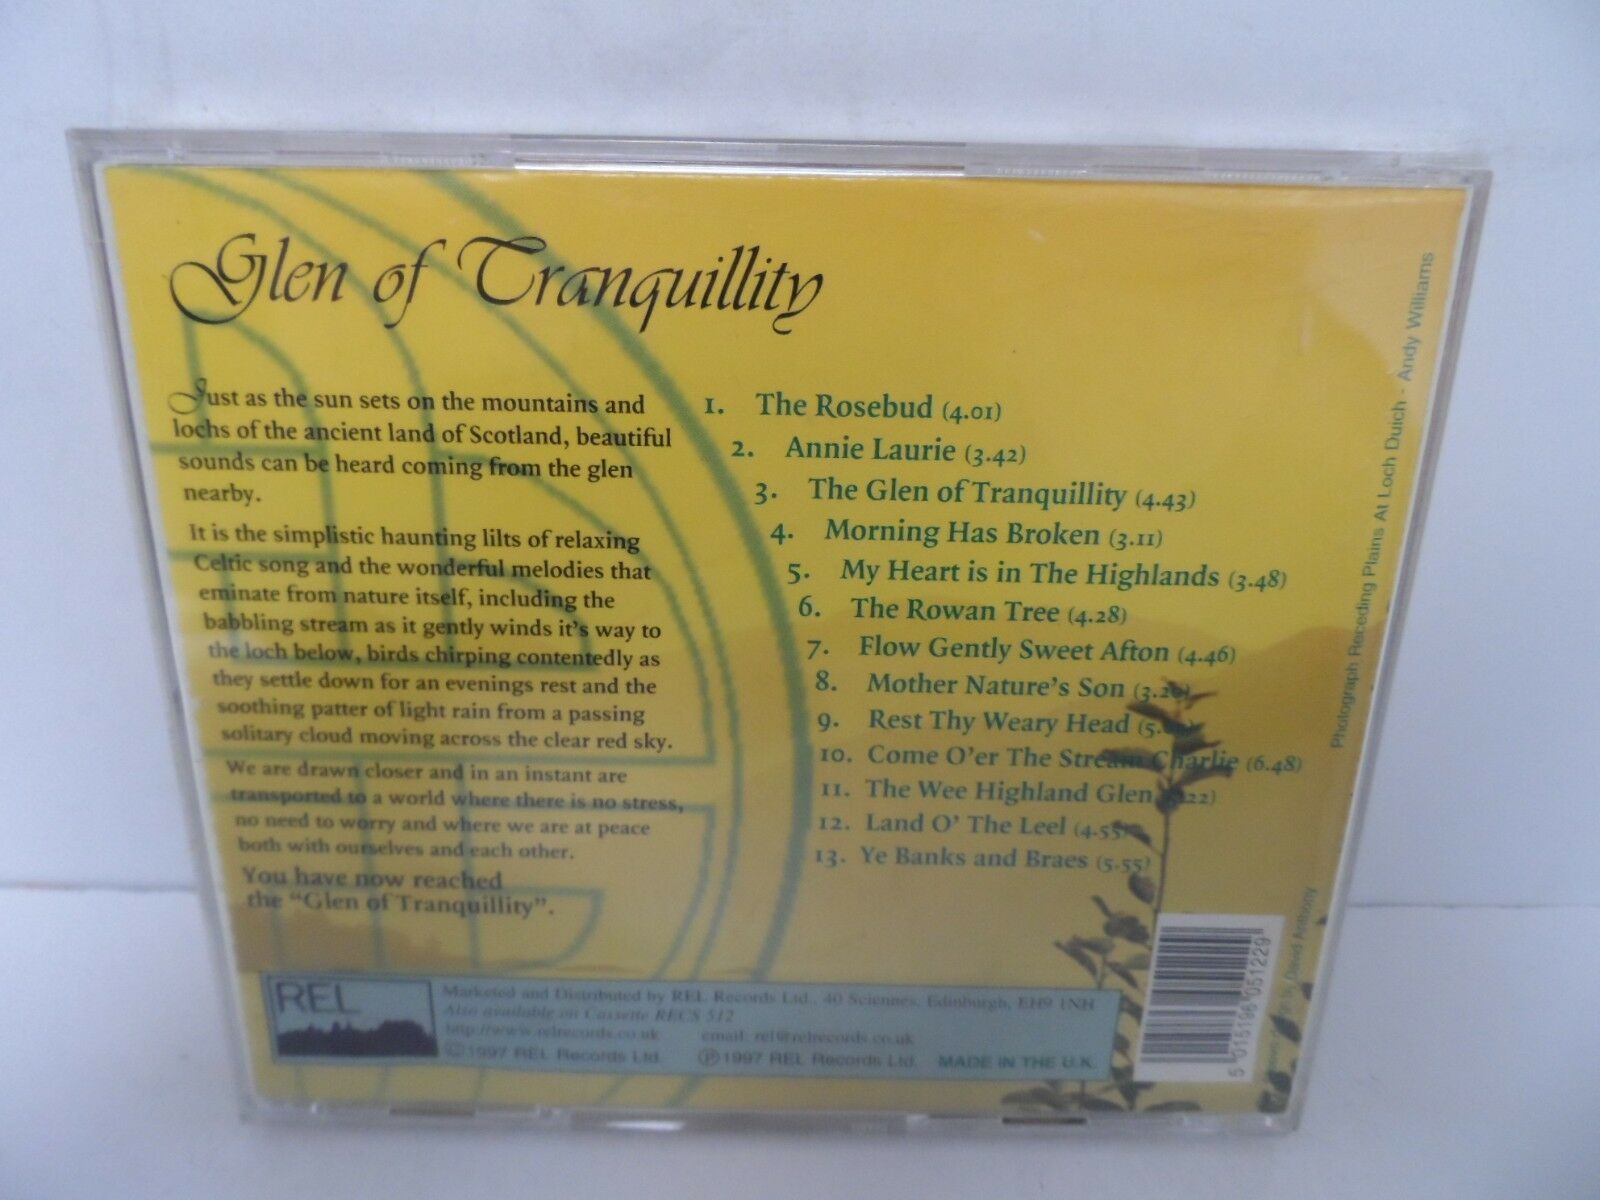 Glen of Tranquillity
Just as the sun sets on the mountains and
lochs of the ancient land of Scotland, beautiful
sounds can be heard coming from the glen
nearby.
It is the simplistic haunting lilts of relaxing
Celtic song and the wonderful melodies that
eminate from nature itself, including the
babbling stream as it gently winds it's way to
the loch below, birds chirping contentedly as
they settle down for an evenings rest and the
soothing patter of light rain from a passing
solitary cloud moving across the clear red sky.
We are drawn closer and in an instant are
transported to a world where there is no stress,
no need to worry and where we are at peace
both with ourselves and each other.
You have now reached
the "Glen of Tranquillity".
1. The Rosebud (4.01)
2. Annie Laurie (3.42)
3. The Glen of Tranquillity (4.43)
4. Morning Has Broken (3.11)
5. My Heart is in The Highlands (3.48)
6. The Rowan Tree (4.28)
7. Flow Gently Sweet Afton (4.46)
8. Mother Nature's Son
9. Rest Thy Weary Head
10. Come O'er The Stream Charlie (6.48)
11. The Wee Highland Glen
12. Land O' The Leel (4.55)
13. Ye Banks and Braes (5.55)
Photograph Receding Plains At Loch Duich - Andy Williams
by David Anthony
REL
Marketed and Distributed by REL Records Ltd., 40 Sciennes, Edinburgh, EH9 1NH
Also available on Cassette RECS 512
http://www.relrecords.co.uk email: rel@relrecords.co.uk
©1997 REL Records Ltd. ℗1997 REL Records Ltd. MADE IN THE U.K.
5 015196 051229